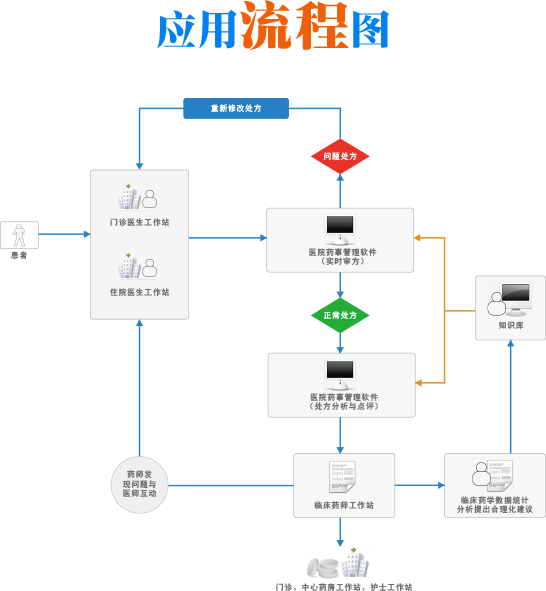 应用流程图
重新修改处方
问题处方
门诊医生工作站
患者
医院药事管理软件
（实时审方）
住院医生工作站
正常处方
知识库
医院药事管理软件
（处方分析与点评）
药师发
现问题与
医师互动
临床药师工作站
临床药学数据统计
分析提出合理化建议
门诊、中心药房工作站、护士工作站